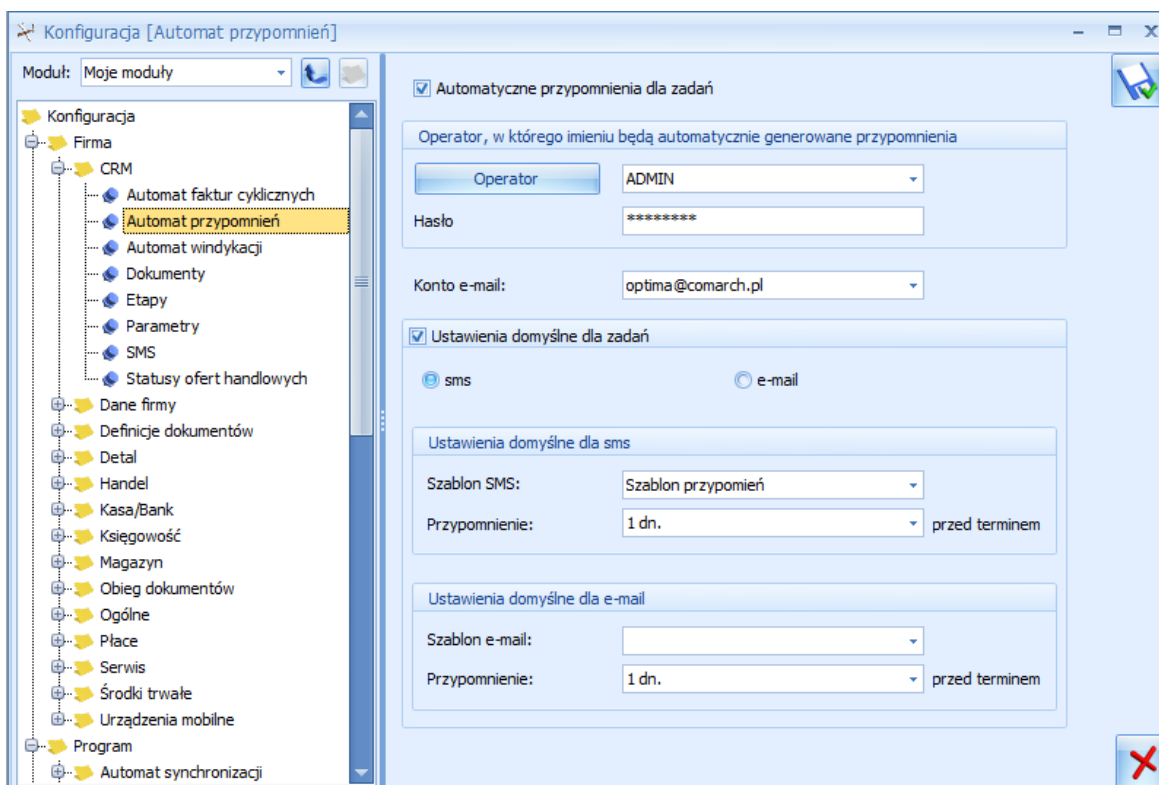 Konfiguracja [Automat przypomnień]
Moduł: Moje moduły
Konfiguracja
Firma
CRM
Automat faktur cyklicznych
Automat przypomnień
Automat windykacji
Dokumenty
Etapy
Parametry
SMS
Statusy ofert handlowych
Dane firmy
Definicje dokumentów
Detal
Handel
Kasa/Bank
Księgowość
Magazyn
Obieg dokumentów
Ogólne
Płace
Serwis
Środki trwałe
Urządzenia mobilne
Program
Automat synchronizacji
Automatyczne przypomnienia dla zadań
Operator, w którego imieniu będą automatycznie generowane przypomnienia
Operator ADMIN
Hasło ********
Konto e-mail: optima@comarch.pl
Ustawienia domyślne dla zadań
sms e-mail
Ustawienia domyślne dla sms
Szablon SMS: Szablon przypomień
Przypomnienie: 1 dn. przed terminem
Ustawienia domyślne dla e-mail
Szablon e-mail:
Przypomnienie: 1 dn. przed terminem